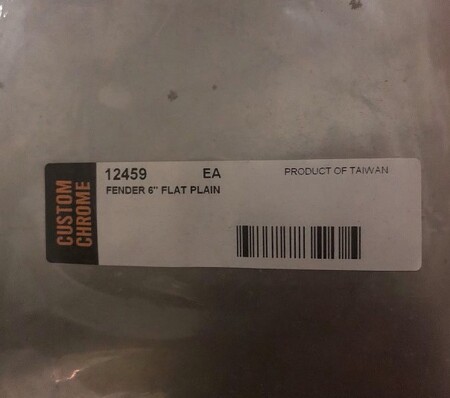 CUSTOM
CHROME
12459 EA PRODUCT OF TAIWAN
FENDER 6" FLAT PLAIN